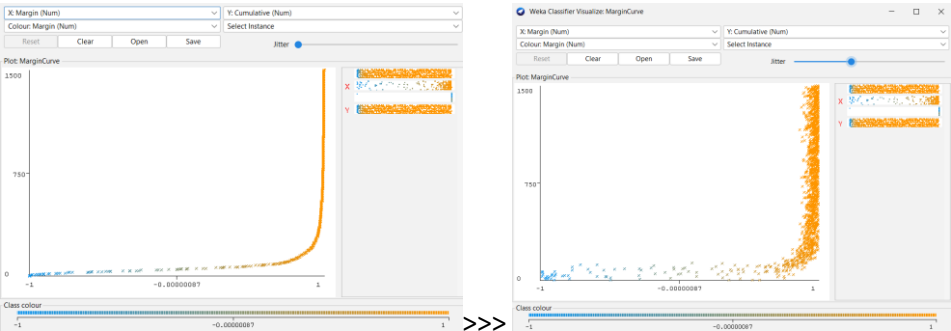 X: Margin (Num)
Y: Cumulative (Num)
Colour: Margin (Num)
Select Instance
Reset
Clear
Open
Save
Jitter
Plot: MarginCurve
1500
750
0
-1
-0.00000087
1
X
Y
Class colour
-1
-0.00000087
1
>>>
Weka Classifier Visualize: MarginCurve
X: Margin (Num)
Y: Cumulative (Num)
Colour: Margin (Num)
Select Instance
Reset
Clear
Open
Save
Jitter
Plot: MarginCurve
1500
750
0
-1
-0.00000087
1
X
Y
Class colour
-1
-0.00000087
1